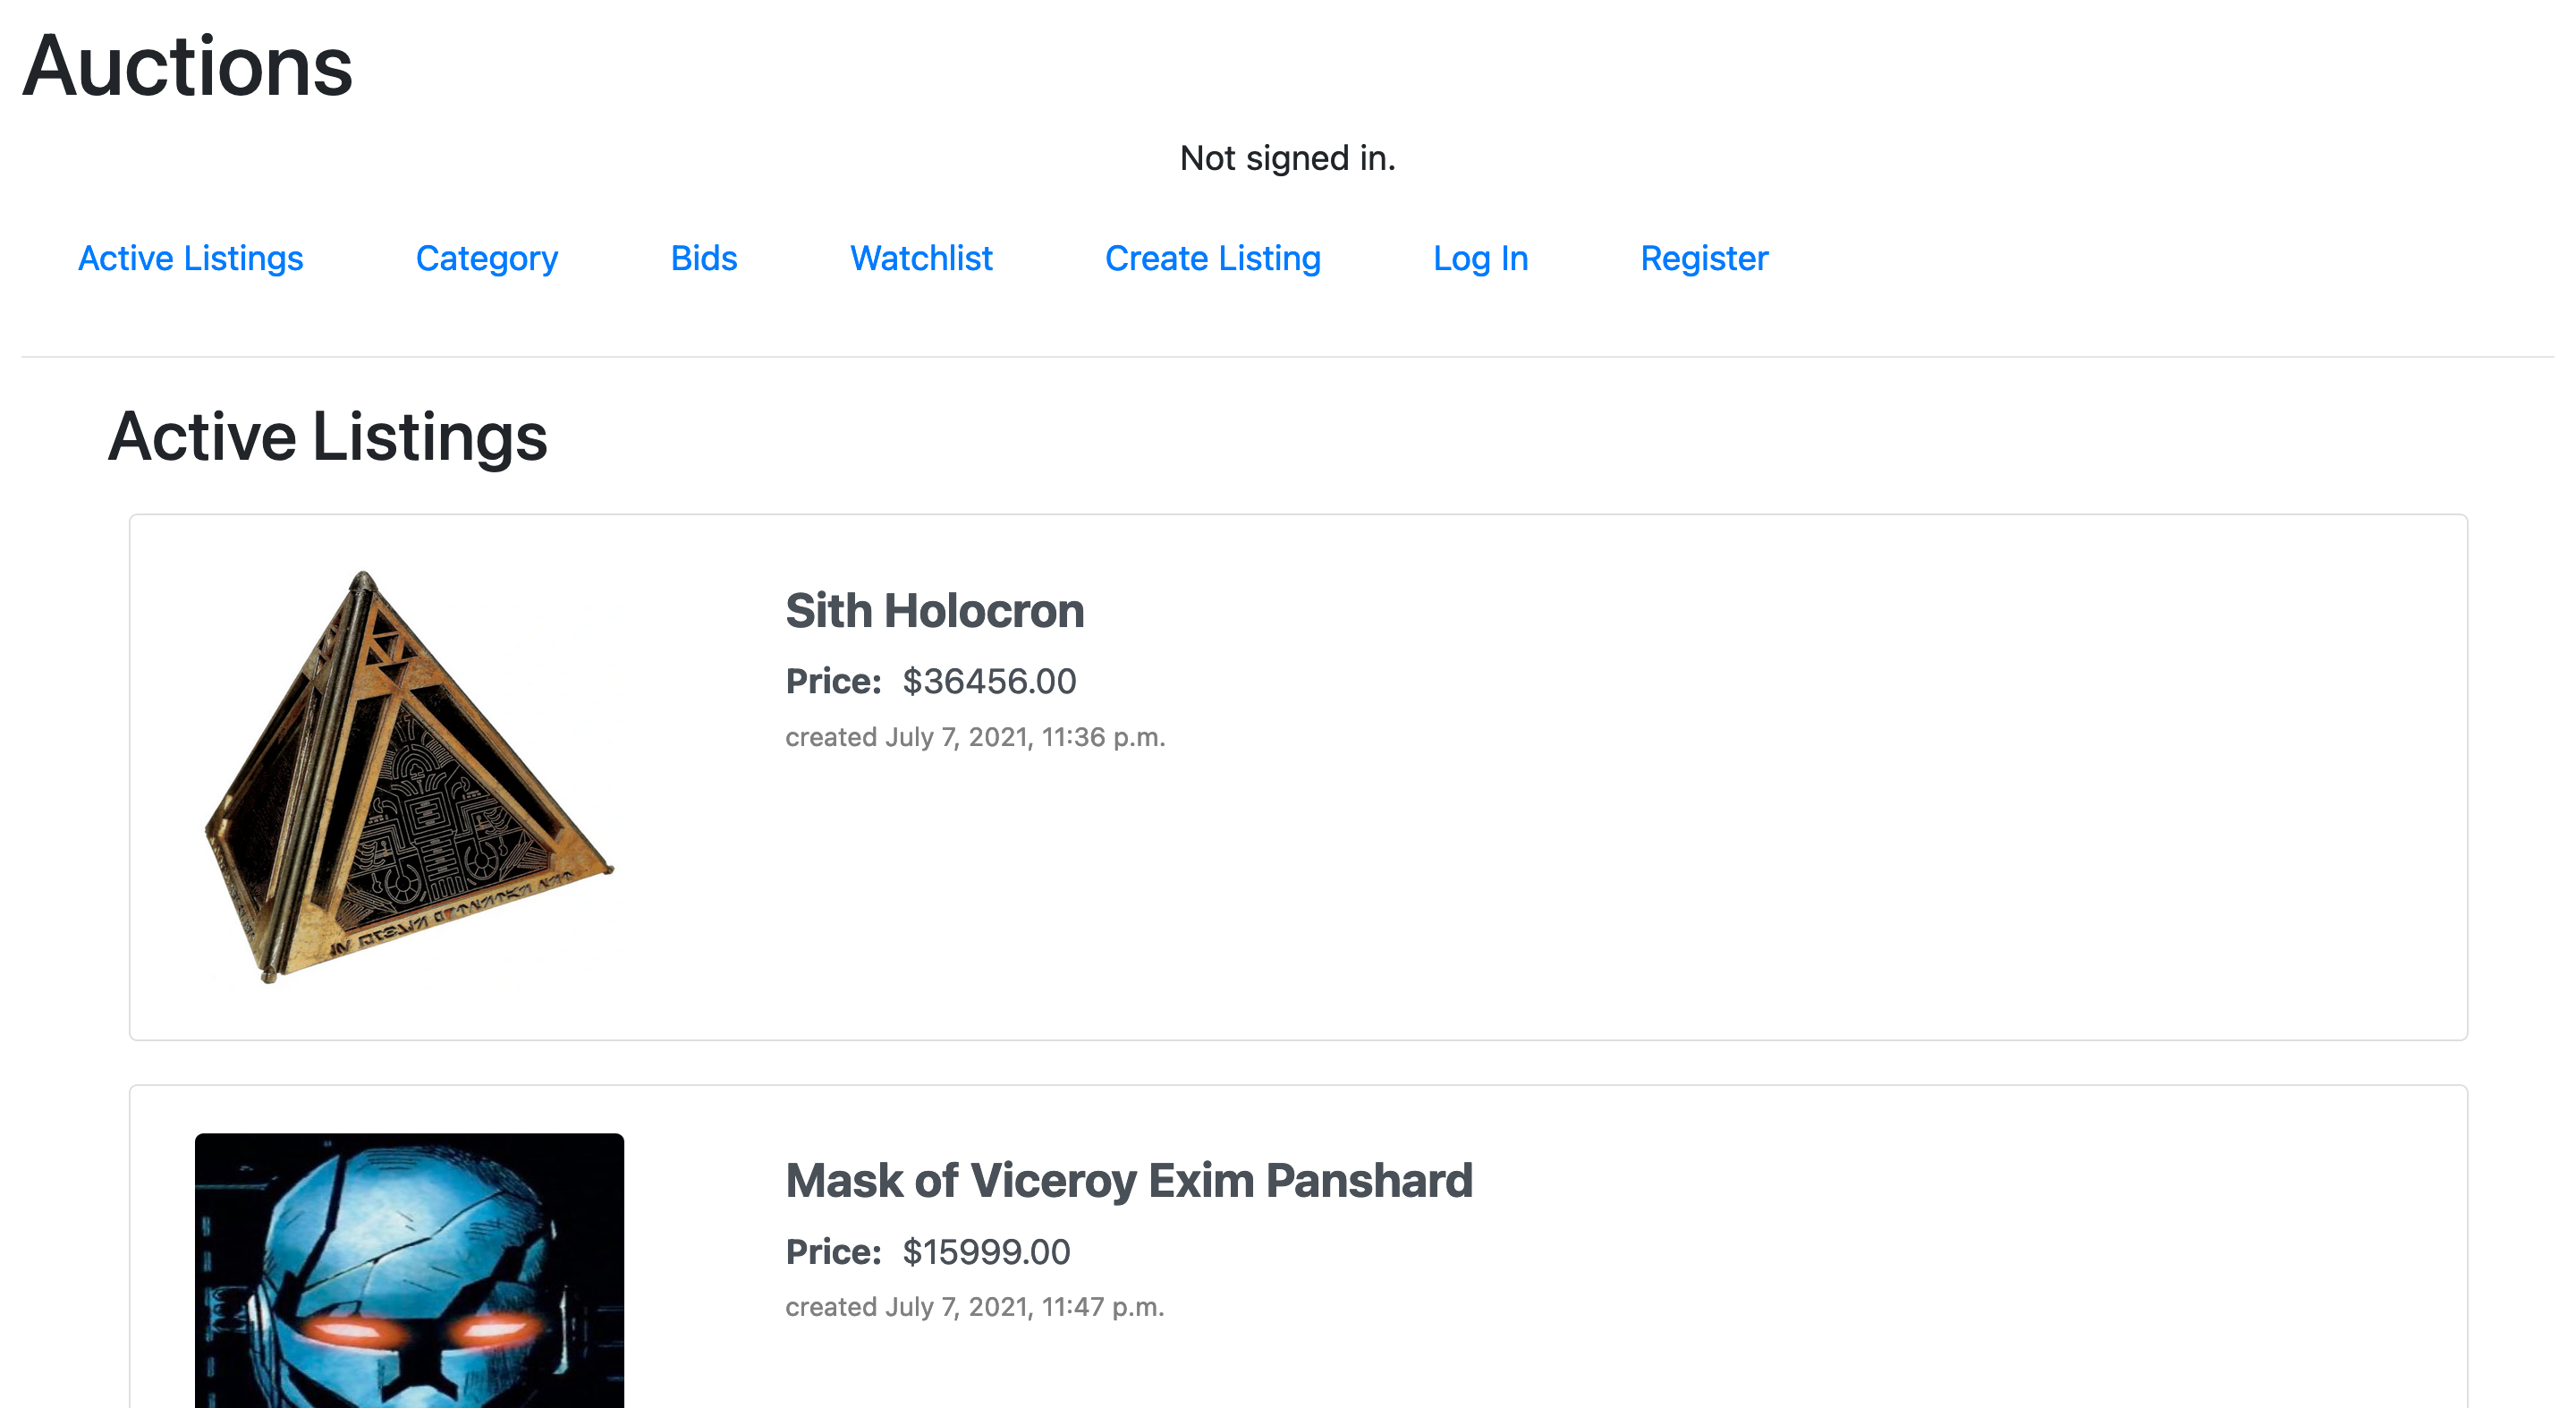 Auctions
Not signed in.
Active Listings Category Bids Watchlist Create Listing Log In Register
Active Listings
Sith Holocron
Price: $36456.00
created July 7, 2021, 11:36 p.m.
Mask of Viceroy Exim Panshard
Price: $15999.00
created July 7, 2021, 11:47 p.m.